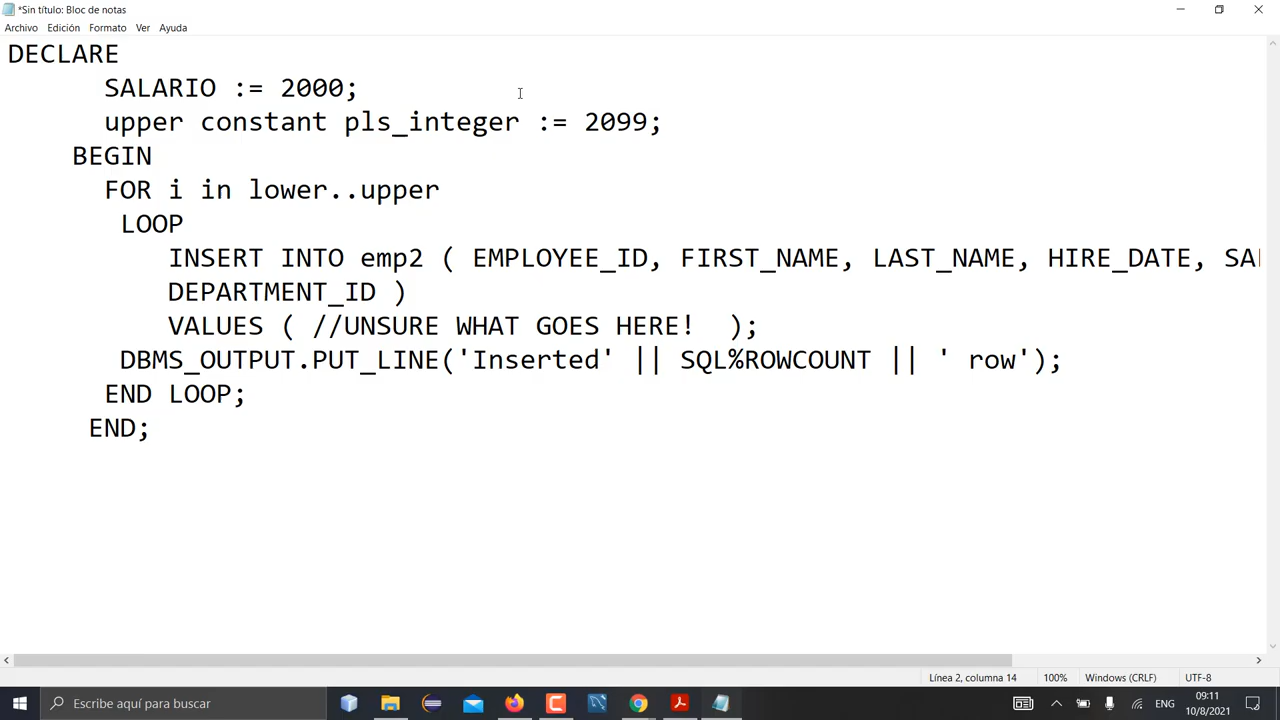 *Sin título: Bloc de notas
Archivo Edición Formato Ver Ayuda
DECLARE
SALARIO := 2000;
upper constant pls_integer := 2099;
BEGIN
FOR i in lower..upper
LOOP
INSERT INTO emp2 ( EMPLOYEE_ID, FIRST_NAME, LAST_NAME, HIRE_DATE, SAL
DEPARTMENT_ID )
VALUES ( //UNSURE WHAT GOES HERE!  );
DBMS_OUTPUT.PUT_LINE('Inserted' || SQL%ROWCOUNT || ' row');
END LOOP;
END;
Línea 2, columna 14 100% Windows (CRLF) UTF-8
Escribe aquí para buscar
ENG
09:11
10/8/2021